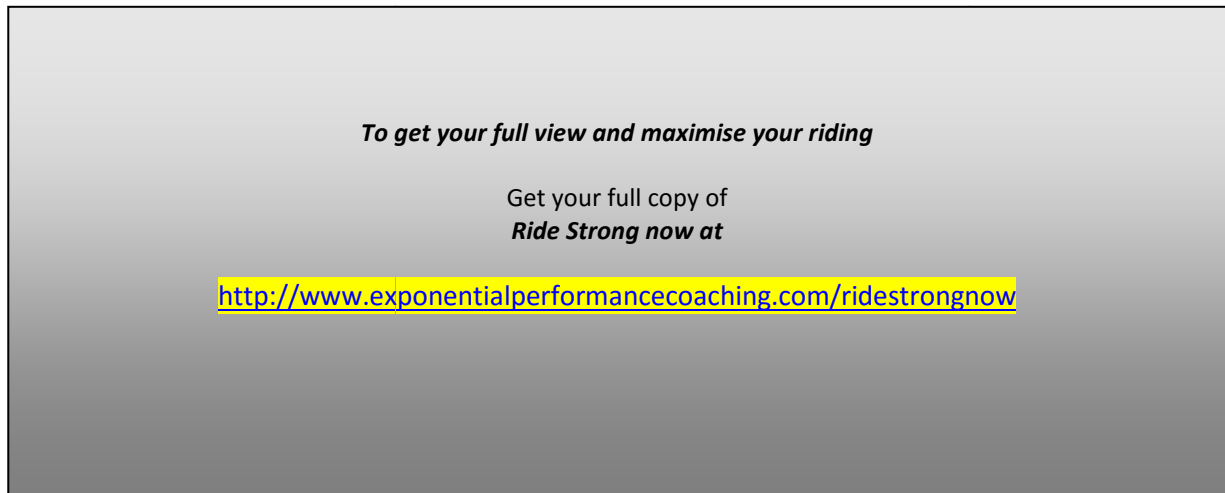 To get your full view and maximise your riding
Get your full copy of
Ride Strong now at
http://www.exponentialperformancecoaching.com/ridestrongnow